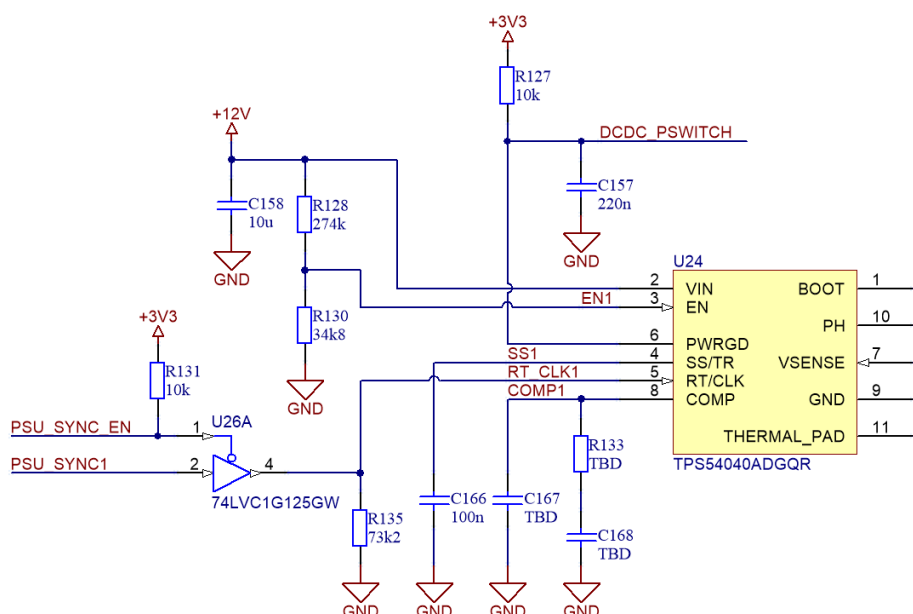 +3V3
R127
10k
DCDC_PSWITCH
+12V
C157
220n
C158
10u
R128
274k
GND
GND
U24
2
VIN
BOOT
1
EN1
3
EN
R130
34k8
PH
10
+3V3
6
PWRGD
SS1
4
SS/TR
VSENSE
7
R131
10k
RT_CLK1
5
RT/CLK
COMP1
8
COMP
GND
9
GND
PSU_SYNC_EN
1
U26A
THERMAL_PAD
11
R133
TBD
PSU_SYNC1
2
4
TPS54040ADGQR
74LVC1G125GW
C166
100n
C167
TBD
R135
73k2
C168
TBD
GND
GND
GND
GND